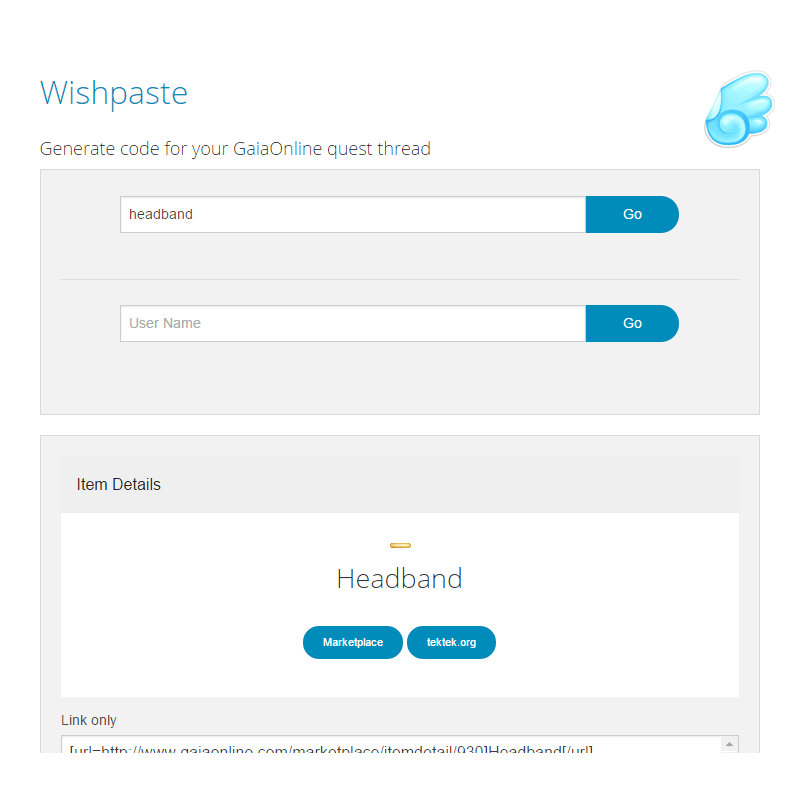 Wishpaste
Generate code for your GaiaOnline quest thread
headband
Go
User Name
Go
Item Details
Headband
Marketplace
tektek.org
Link only
[url=http://www.gaiaonline.com/marketplace/itemdetail/930]Headband[/url]